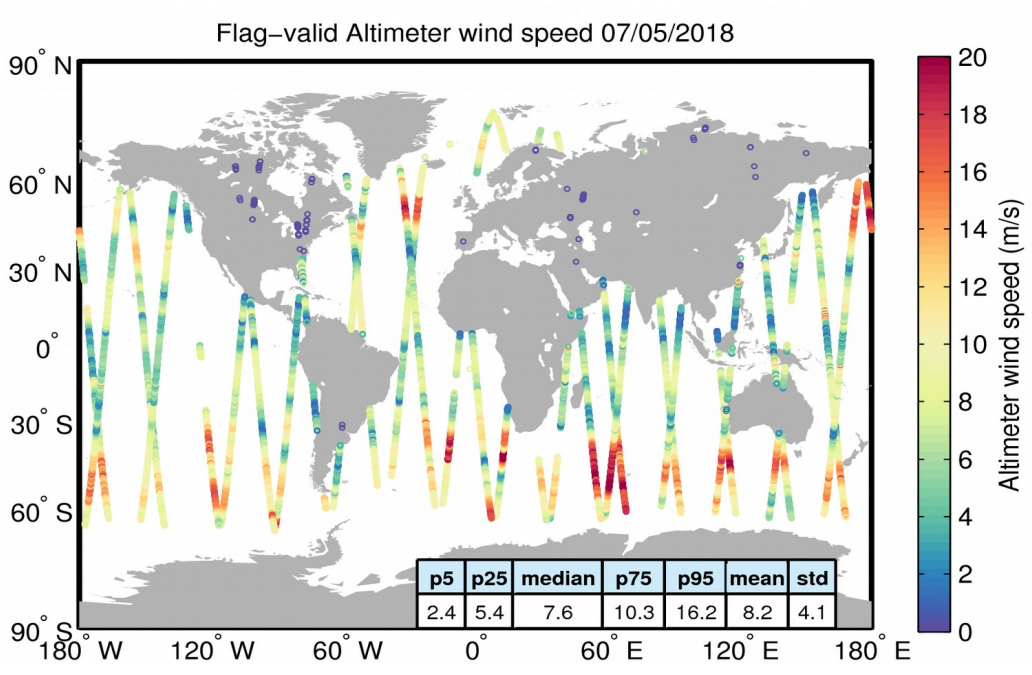 Flag−valid Altimeter wind speed 07/05/2018
90° N
60° N
30° N
0°
30° S
60° S
90° S
180° W
120° W
60° W
0°
60° E
120° E
180° E
p5 p25 median p75 p95 mean std
2.4 5.4 7.6 10.3 16.2 8.2 4.1
20
18
16
14
12
10
8
6
4
2
0
Altimeter wind speed (m/s)